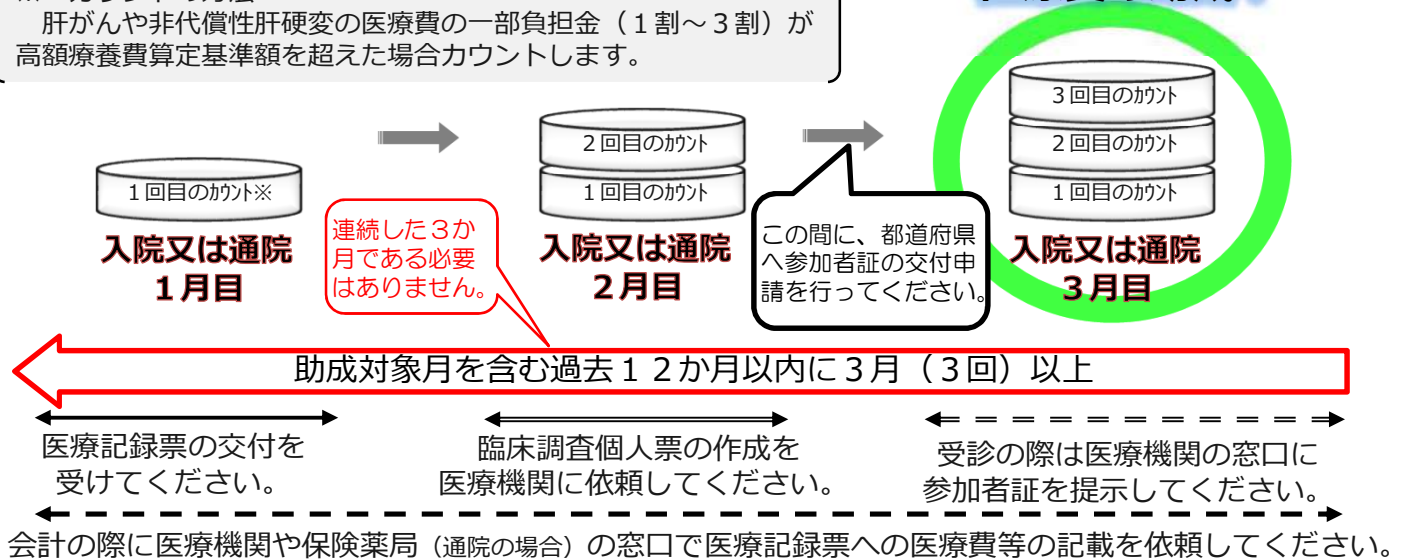 肝がんや非代償性肝硬変の医療費の一部負担金（１割～３割）が
高額療養費算定基準額を超えた場合カウントします。
３回目のｶｳﾝﾄ
２回目のｶｳﾝﾄ
２回目のｶｳﾝﾄ
１回目のｶｳﾝﾄ※
１回目のｶｳﾝﾄ
１回目のｶｳﾝﾄ
連続した３か
月である必要
はありません。
この間に、都道府県
へ参加者証の交付申
請を行ってください。
入院又は通院
１月目
入院又は通院
２月目
入院又は通院
３月目
助成対象月を含む過去１２か月以内に３月（３回）以上
医療記録票の交付を
受けてください。
臨床調査個人票の作成を
医療機関に依頼してください。
受診の際は医療機関の窓口に
参加者証を提示してください。
会計の際に医療機関や保険薬局（通院の場合）の窓口で医療記録票への医療費等の記載を依頼してください。